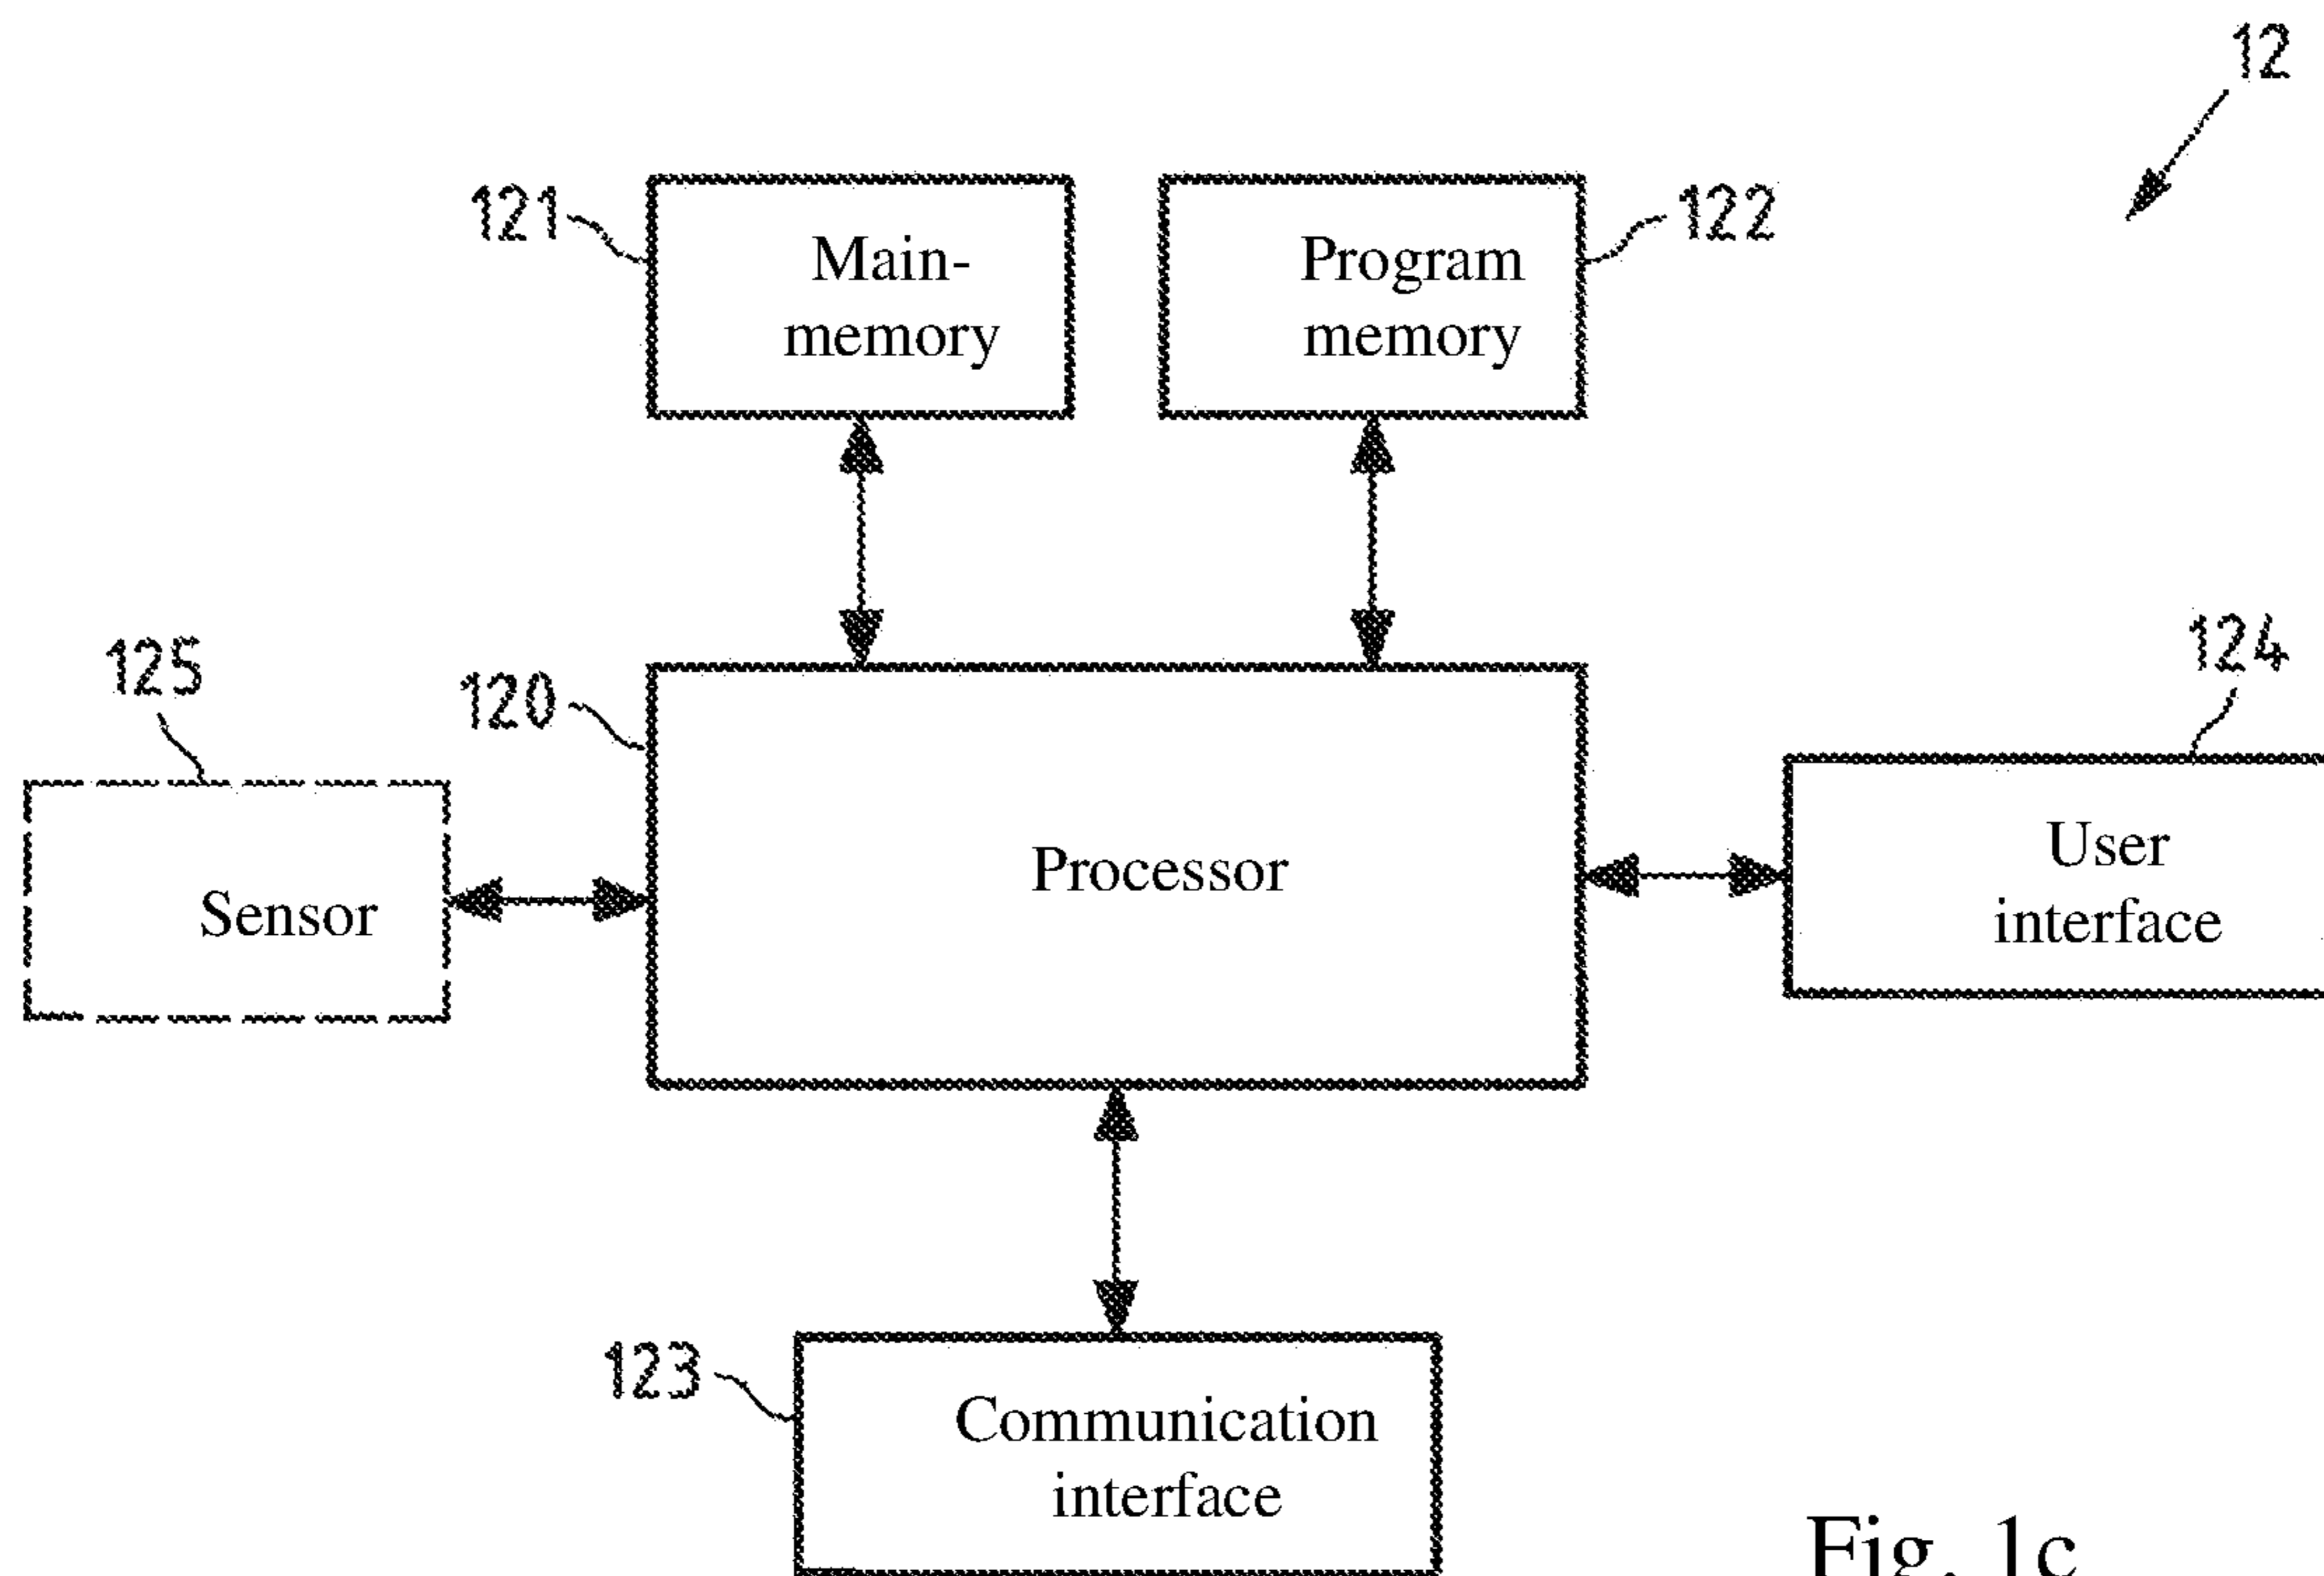 12
121
Main-
memory
Program
memory
122
125
120
124
Sensor
Processor
User
interface
123
Communication
interface
Fig. 1c